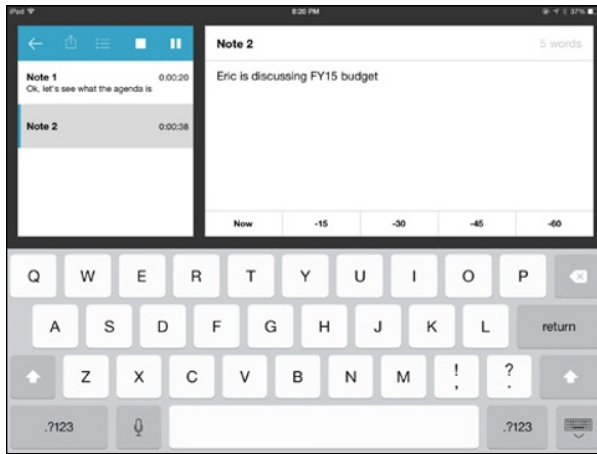 iPad
8:20 PM
37%
Note 2
5 words
Note 1
0:00:20
Ok, let's see what the agenda is
Eric is discussing FY15 budget
Note 2
0:00:38
Now -15 -30 -45 -60
Q W E R T Y U I O P
A S D F G H J K L return
Z X C V B N M ! , ? .
.?123 .?123